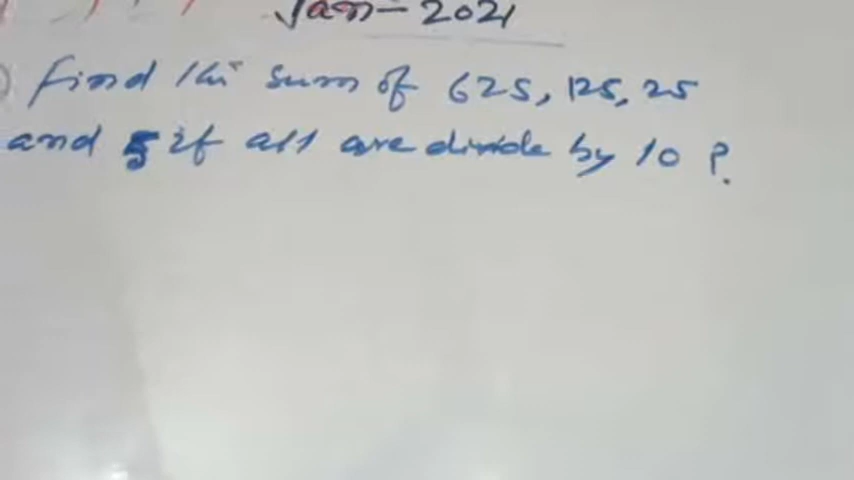 Jan-2021
find the sum of 625, 125, 25
and 5 if all are divide by 10 ?